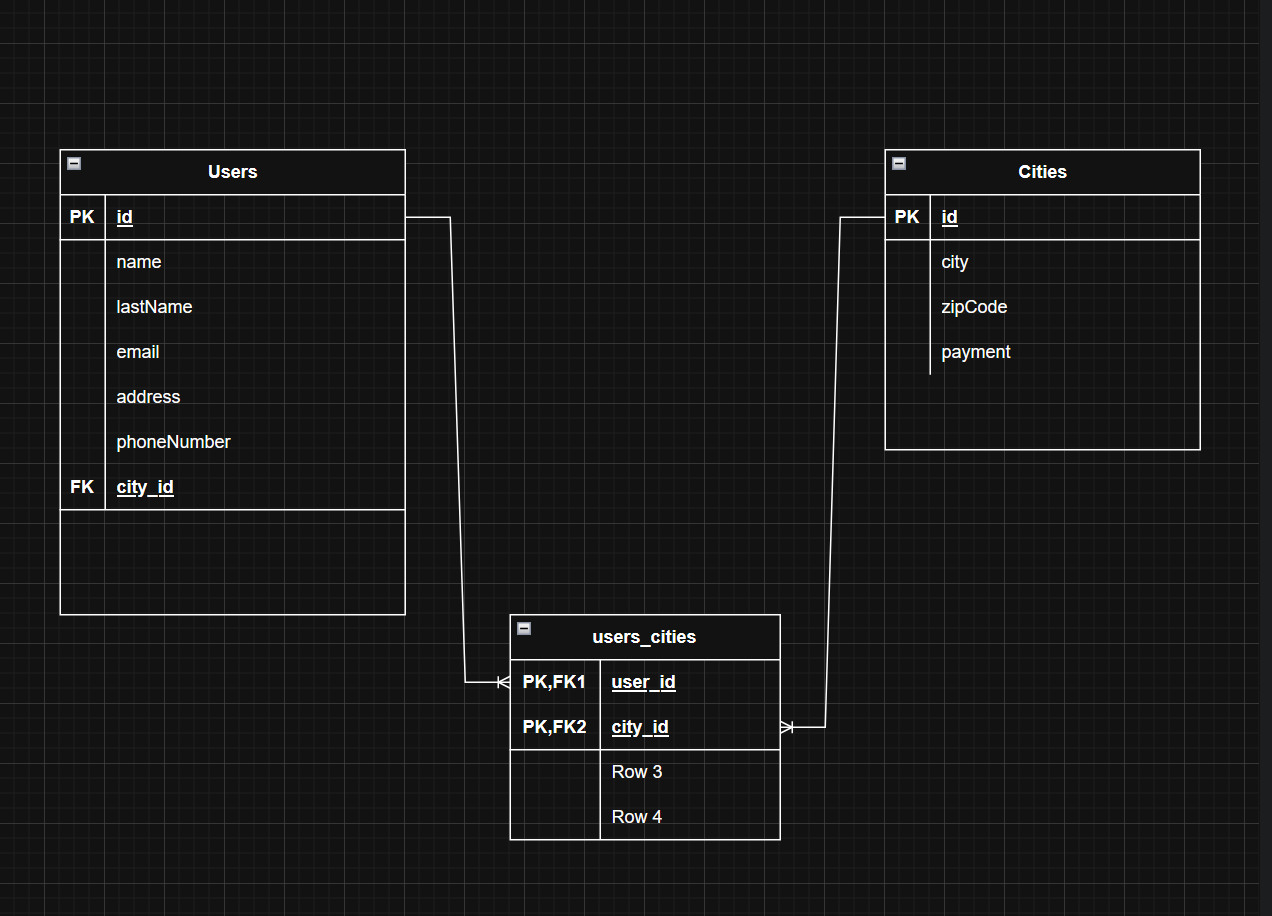 Users
PK id
name
lastName
email
address
phoneNumber
FK city_id
Cities
PK id
city
zipCode
payment
users_cities
PK,FK1 user_id
PK,FK2 city_id
Row 3
Row 4